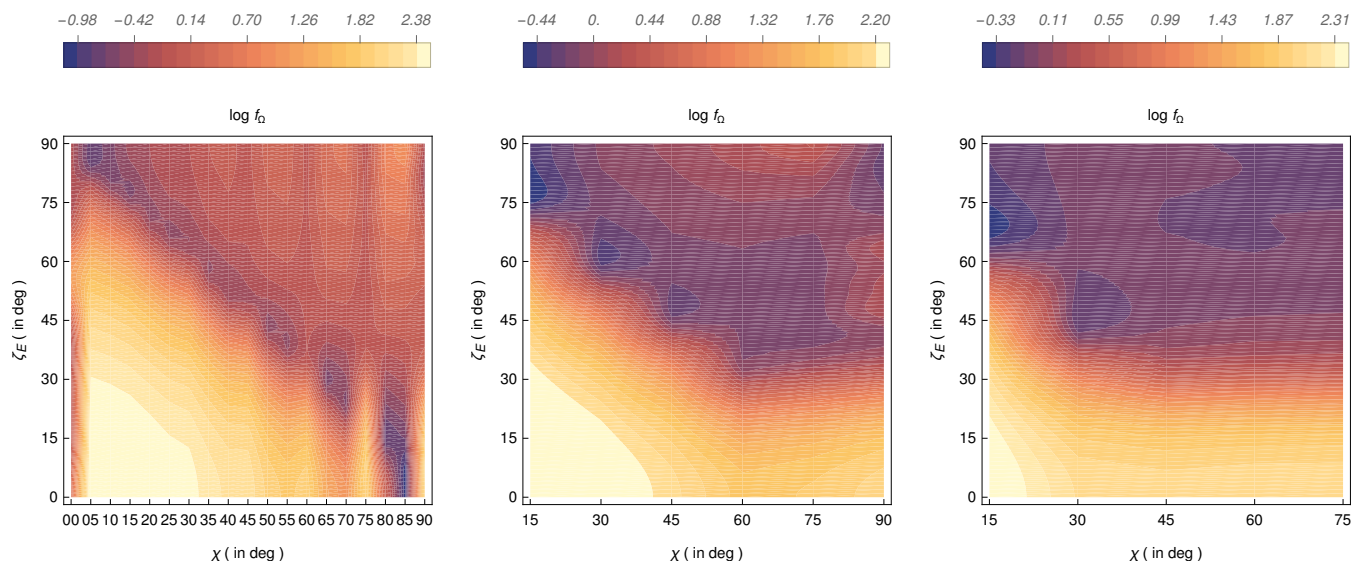 −0.98 −0.42 0.14 0.70 1.26 1.82 2.38
−0.44 0. 0.44 0.88 1.32 1.76 2.20
−0.33 0.11 0.55 0.99 1.43 1.87 2.31
log fΩ
log fΩ
log fΩ
90
75
60
45
30
15
0
ζE ( in deg )
00 05 10 15 20 25 30 35 40 45 50 55 60 65 70 75 80 85 90
χ ( in deg )
90
75
60
45
30
15
0
ζE ( in deg )
15 30 45 60 75 90
χ ( in deg )
90
75
60
45
30
15
0
ζE ( in deg )
15 30 45 60 75
χ ( in deg )